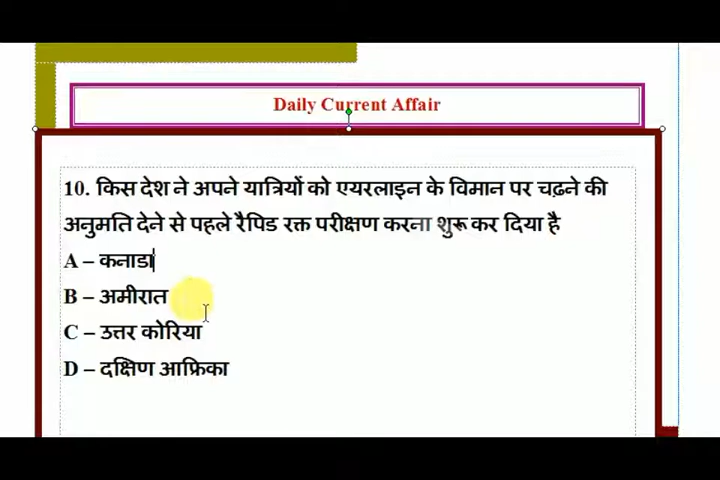 Daily Current Affair
10. किस देश ने अपने यात्रियों को एयरलाइन के विमान पर चढ़ने की
अनुमति देने से पहले रैपिड रक्त परीक्षण करना शुरू कर दिया है
A – कनाडा
B – अमीरात
C – उत्तर कोरिया
D – दक्षिण आफ्रिका